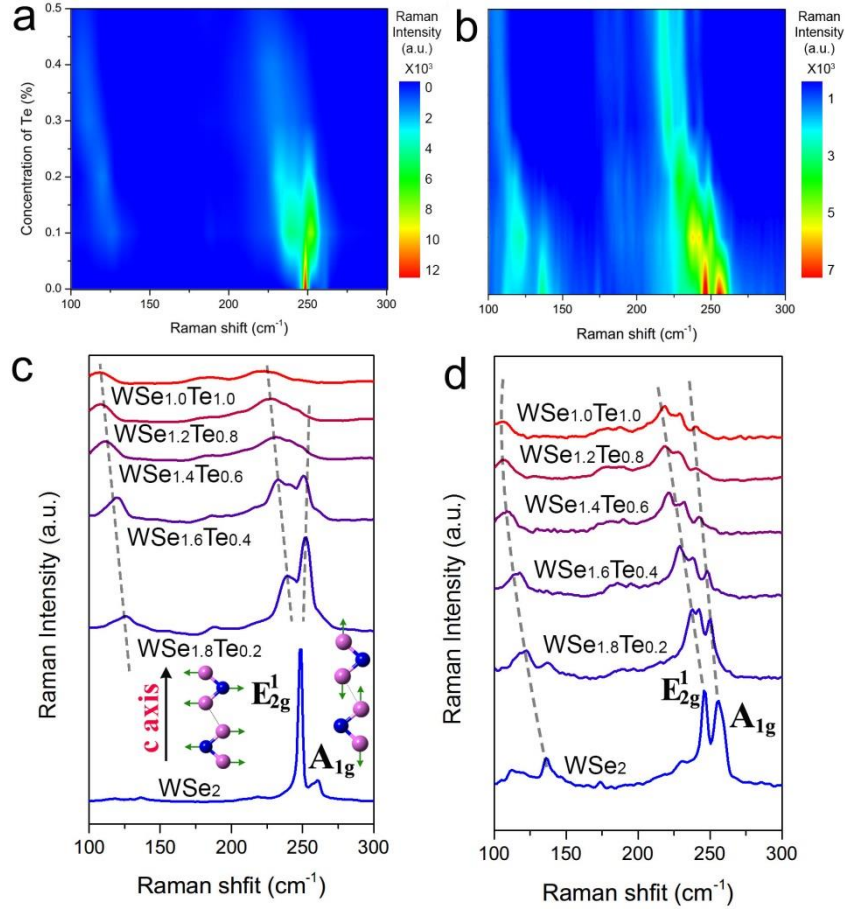 a
0.5
0.4
0.3
0.2
0.1
0.0
Concentration of Te (%)
100 150 200 250 300
Raman shift (cm⁻¹)
Raman
Intensity
(a.u.)
X10³
0
2
4
6
8
10
12
b
100 150 200 250 300
Raman shift (cm⁻¹)
Raman
Intensity
(a.u.)
X10³
1
3
5
7
c
Raman Intensity (a.u.)
WSe1.0Te1.0
WSe1.2Te0.8
WSe1.4Te0.6
WSe1.6Te0.4
WSe1.8Te0.2
c axis
E¹2g
A1g
WSe2
100 150 200 250 300
Raman shfit (cm⁻¹)
d
Raman Intensity (a.u.)
WSe1.0Te1.0
WSe1.2Te0.8
WSe1.4Te0.6
WSe1.6Te0.4
WSe1.8Te0.2
E¹2g
A1g
WSe2
100 150 200 250 300
Raman shfit (cm⁻¹)